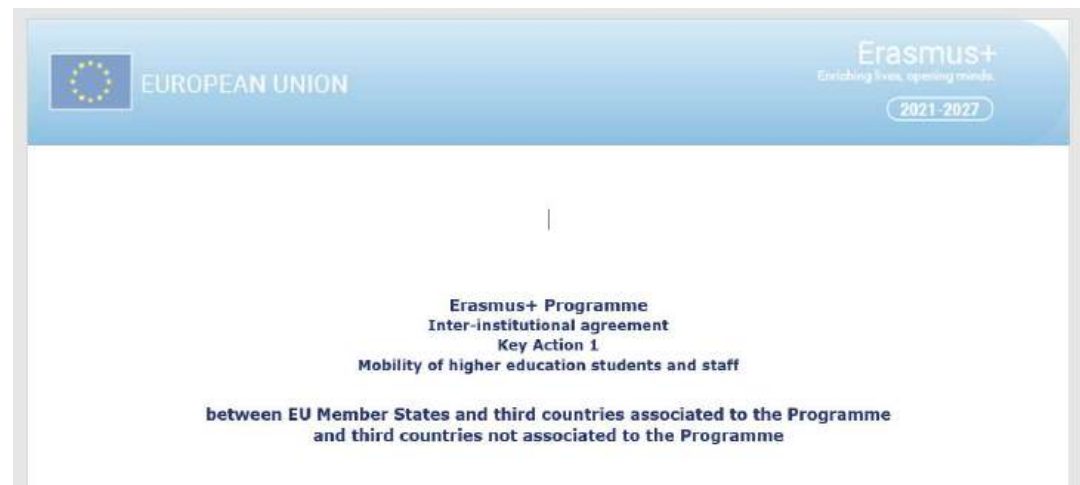 EUROPEAN UNION
Erasmus+
Enriching lives, opening minds.
2021-2027
Erasmus+ Programme
Inter-institutional agreement
Key Action 1
Mobility of higher education students and staff
between EU Member States and third countries associated to the Programme
and third countries not associated to the Programme